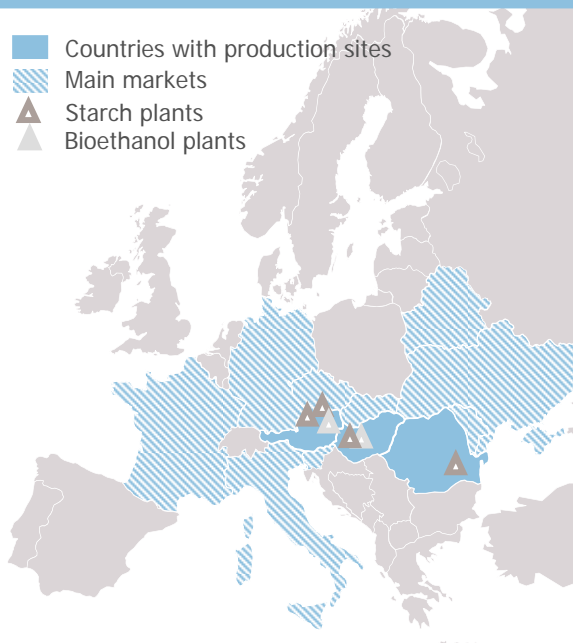 Countries with production sites
Main markets
Starch plants
Bioethanol plants